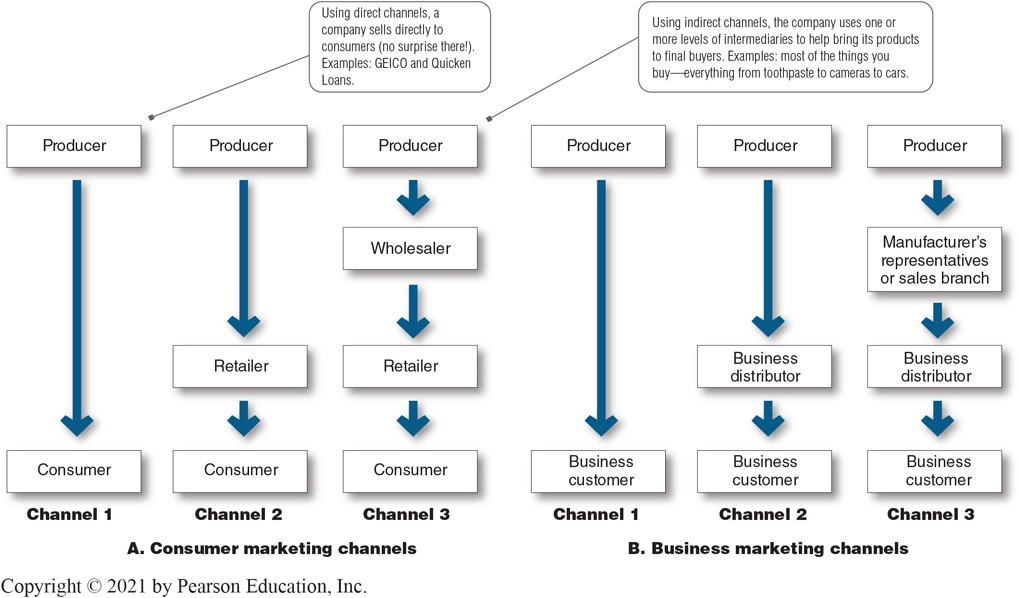 Using direct channels, a
company sells directly to
consumers (no surprise there!).
Examples: GEICO and Quicken
Loans.
Using indirect channels, the company uses one or
more levels of intermediaries to help bring its products
to final buyers. Examples: most of the things you
buy—everything from toothpaste to cameras to cars.
Producer
Producer
Producer
Producer
Producer
Producer
Wholesaler
Manufacturer’s
representatives
or sales branch
Retailer
Retailer
Business
distributor
Business
distributor
Consumer
Consumer
Consumer
Business
customer
Business
customer
Business
customer
Channel 1
Channel 2
Channel 3
Channel 1
Channel 2
Channel 3
A. Consumer marketing channels
B. Business marketing channels
Copyright © 2021 by Pearson Education, Inc.